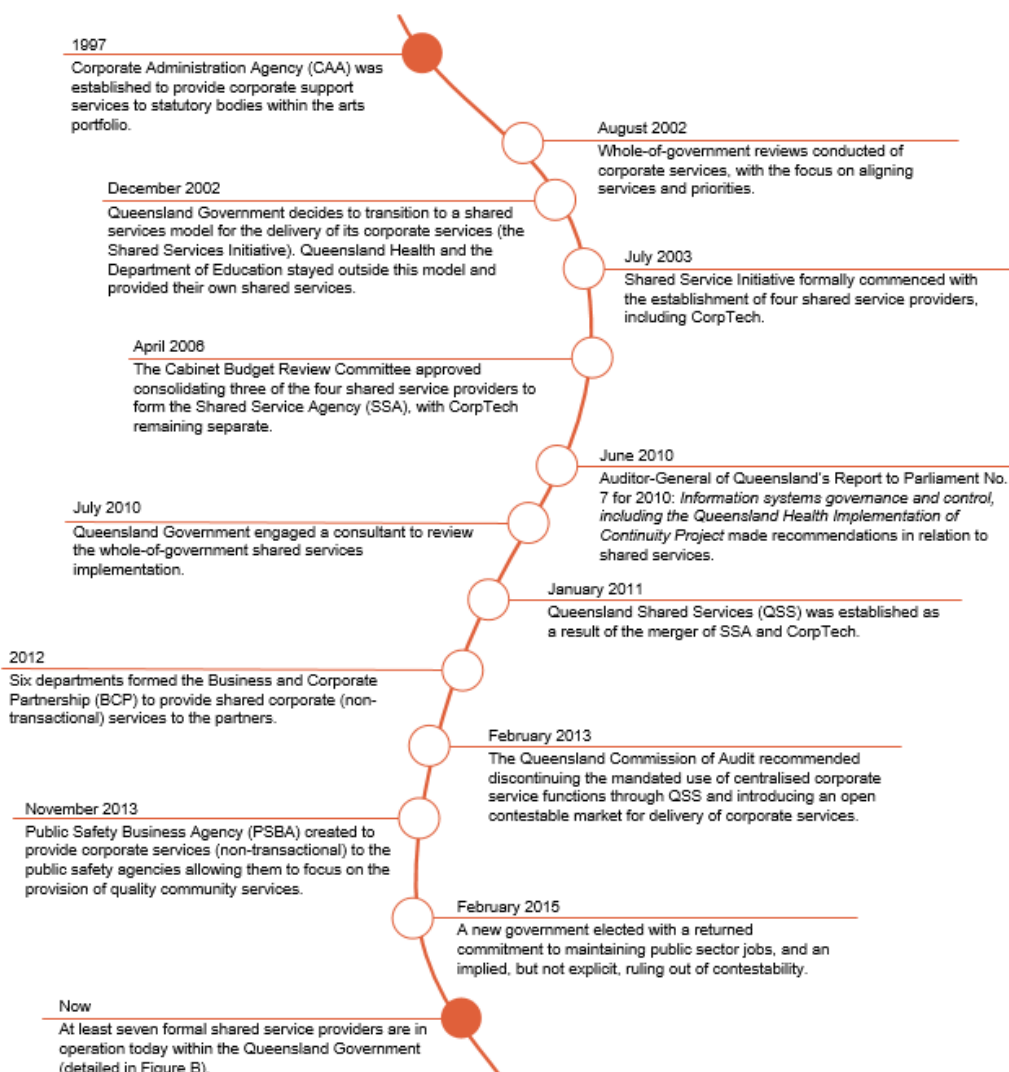 1997
Corporate Administration Agency (CAA) was
established to provide corporate support
services to statutory bodies within the arts
portfolio.
August 2002
Whole-of-government reviews conducted of
corporate services, with the focus on aligning
services and priorities.
December 2002
Queensland Government decides to transition to a shared
services model for the delivery of its corporate services (the
Shared Services Initiative). Queensland Health and the
Department of Education stayed outside this model and
provided their own shared services.
July 2003
Shared Service Initiative formally commenced with
the establishment of four shared service providers,
including CorpTech.
April 2006
The Cabinet Budget Review Committee approved
consolidating three of the four shared service providers to
form the Shared Service Agency (SSA), with CorpTech
remaining separate.
June 2010
Auditor-General of Queensland's Report to Parliament No.
7 for 2010: Information systems governance and control,
including the Queensland Health Implementation of
Continuity Project made recommendations in relation to
shared services.
July 2010
Queensland Government engaged a consultant to review
the whole-of-government shared services
implementation.
January 2011
Queensland Shared Services (QSS) was established as
a result of the merger of SSA and CorpTech.
2012
Six departments formed the Business and Corporate
Partnership (BCP) to provide shared corporate (non-
transactional) services to the partners.
February 2013
The Queensland Commission of Audit recommended
discontinuing the mandated use of centralised corporate
service functions through QSS and introducing an open
contestable market for delivery of corporate services.
November 2013
Public Safety Business Agency (PSBA) created to
provide corporate services (non-transactional) to the
public safety agencies allowing them to focus on the
provision of quality community services.
February 2015
A new government elected with a returned
commitment to maintaining public sector jobs, and an
implied, but not explicit, ruling out of contestability.
Now
At least seven formal shared service providers are in
operation today within the Queensland Government
(detailed in Figure B).